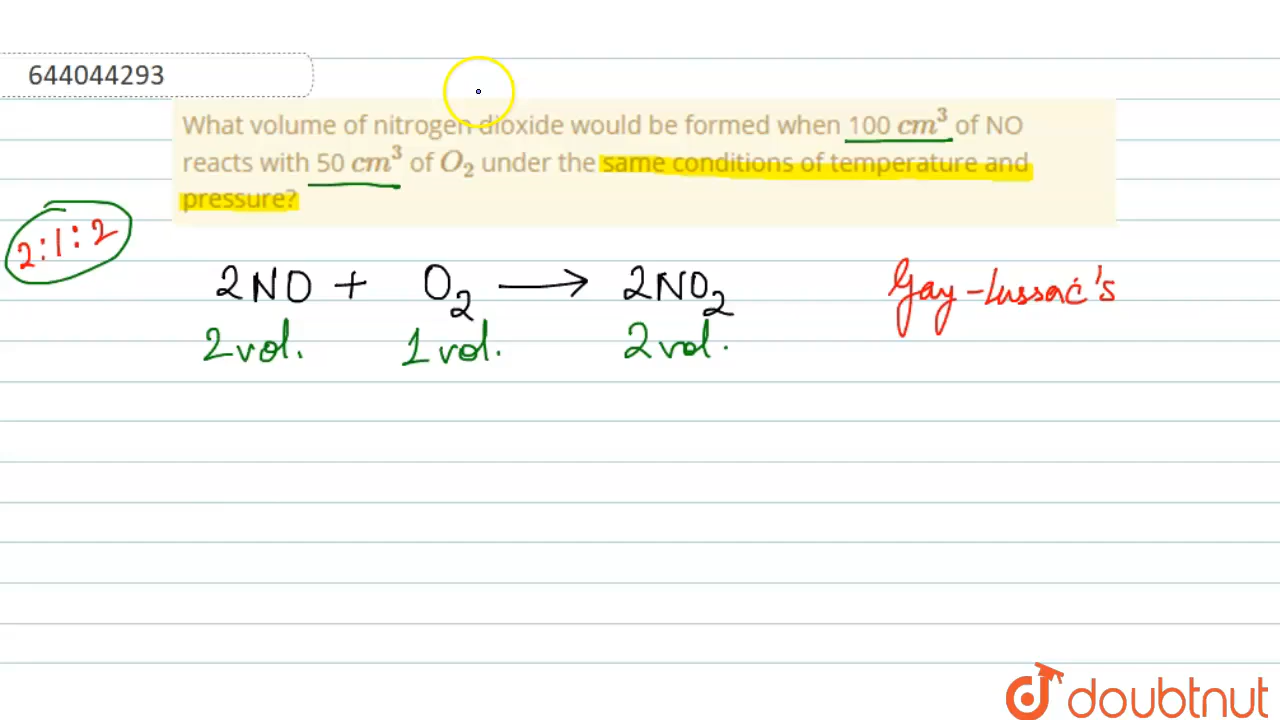 644044293
What volume of nitrogen dioxide would be formed when 100 cm³ of NO
reacts with 50 cm³ of O₂ under the same conditions of temperature and
pressure?
2:1:2
2NO + O₂ → 2NO₂
Gay-Lussac's
2vol. 1vol. 2vol.
doubtnut